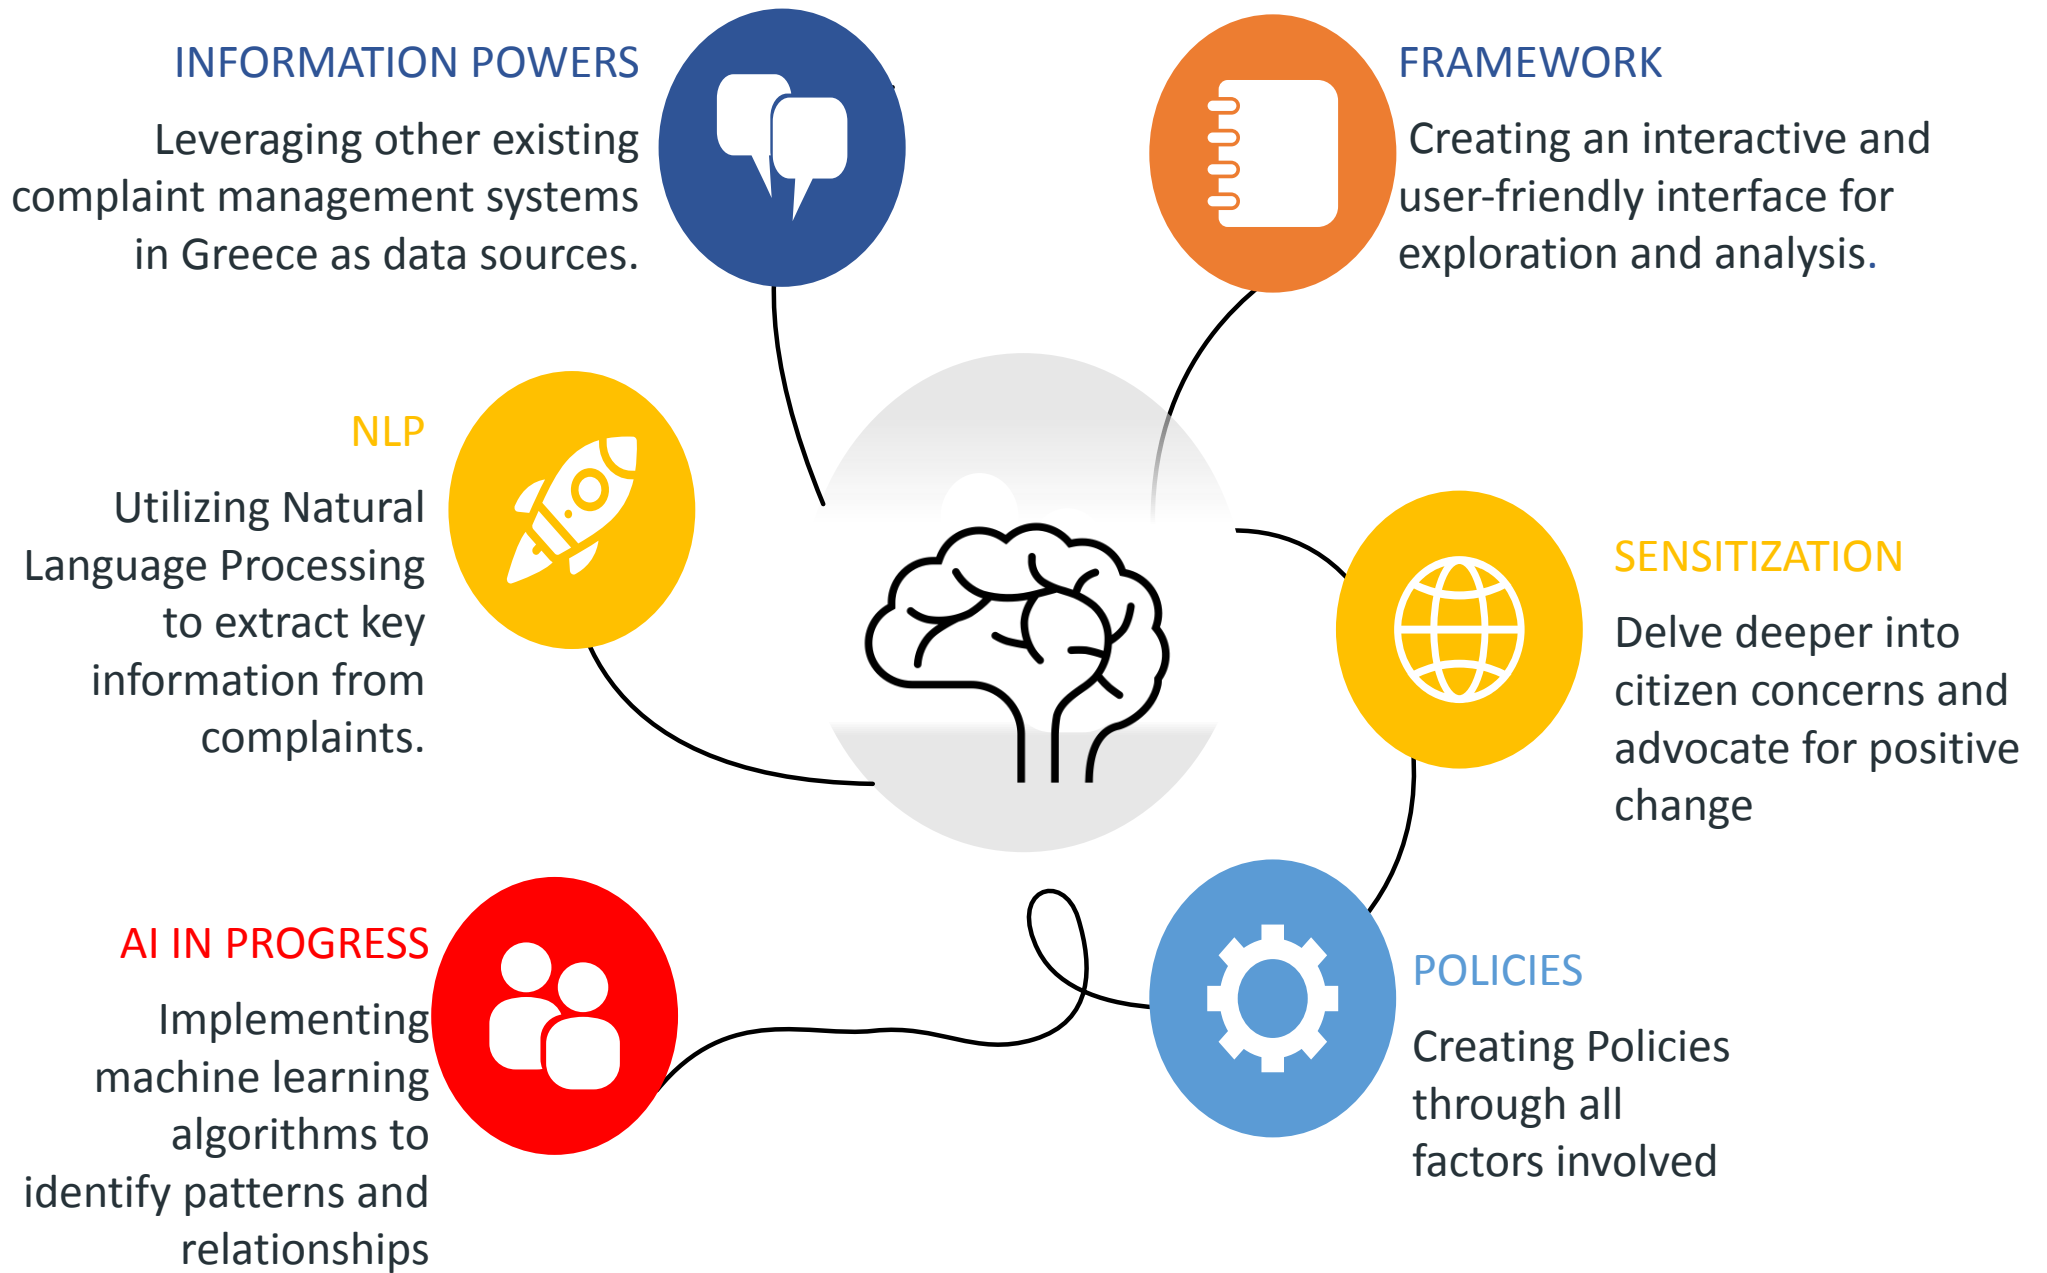 INFORMATION POWERS
Leveraging other existing
complaint management systems
in Greece as data sources.
FRAMEWORK
Creating an interactive and
user-friendly interface for
exploration and analysis.
NLP
Utilizing Natural
Language Processing
to extract key
information from
complaints.
SENSITIZATION
Delve deeper into
citizen concerns and
advocate for positive
change
AI IN PROGRESS
Implementing
machine learning
algorithms to
identify patterns and
relationships
POLICIES
Creating Policies
through all
factors involved